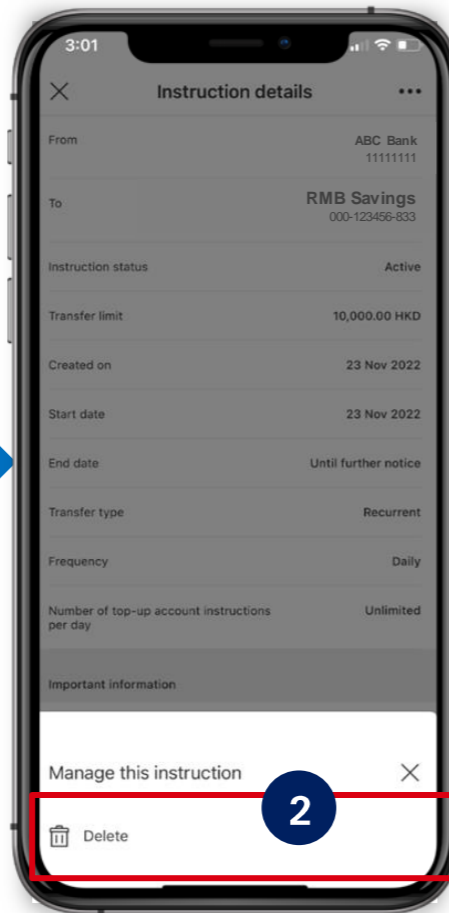 3:01
Instruction details
From ABC Bank
11111111
To RMB Savings
000-123456-833
Instruction status Active
Transfer limit 10,000.00 HKD
Created on 23 Nov 2022
Start date 23 Nov 2022
End date Until further notice
Transfer type Recurrent
Frequency Daily
Number of top-up account instructions Unlimited
per day
Important information
Manage this instruction
2
Delete